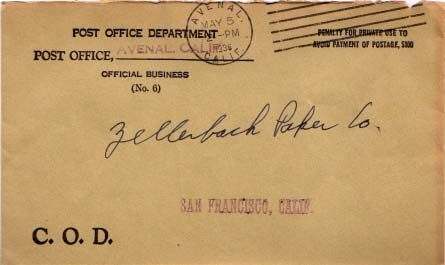 POST OFFICE DEPARTMENT
POST OFFICE, AVENAL, CALIF.
OFFICIAL BUSINESS
(No. 6)
AVENAL.
MAY 5
-PM
1936
CALIF.
PENALTY FOR PRIVATE USE TO
AVOID PAYMENT OF POSTAGE, $300
Zellerbach Paper Co.
SAN FRANCISCO, CALIF.
C. O. D.